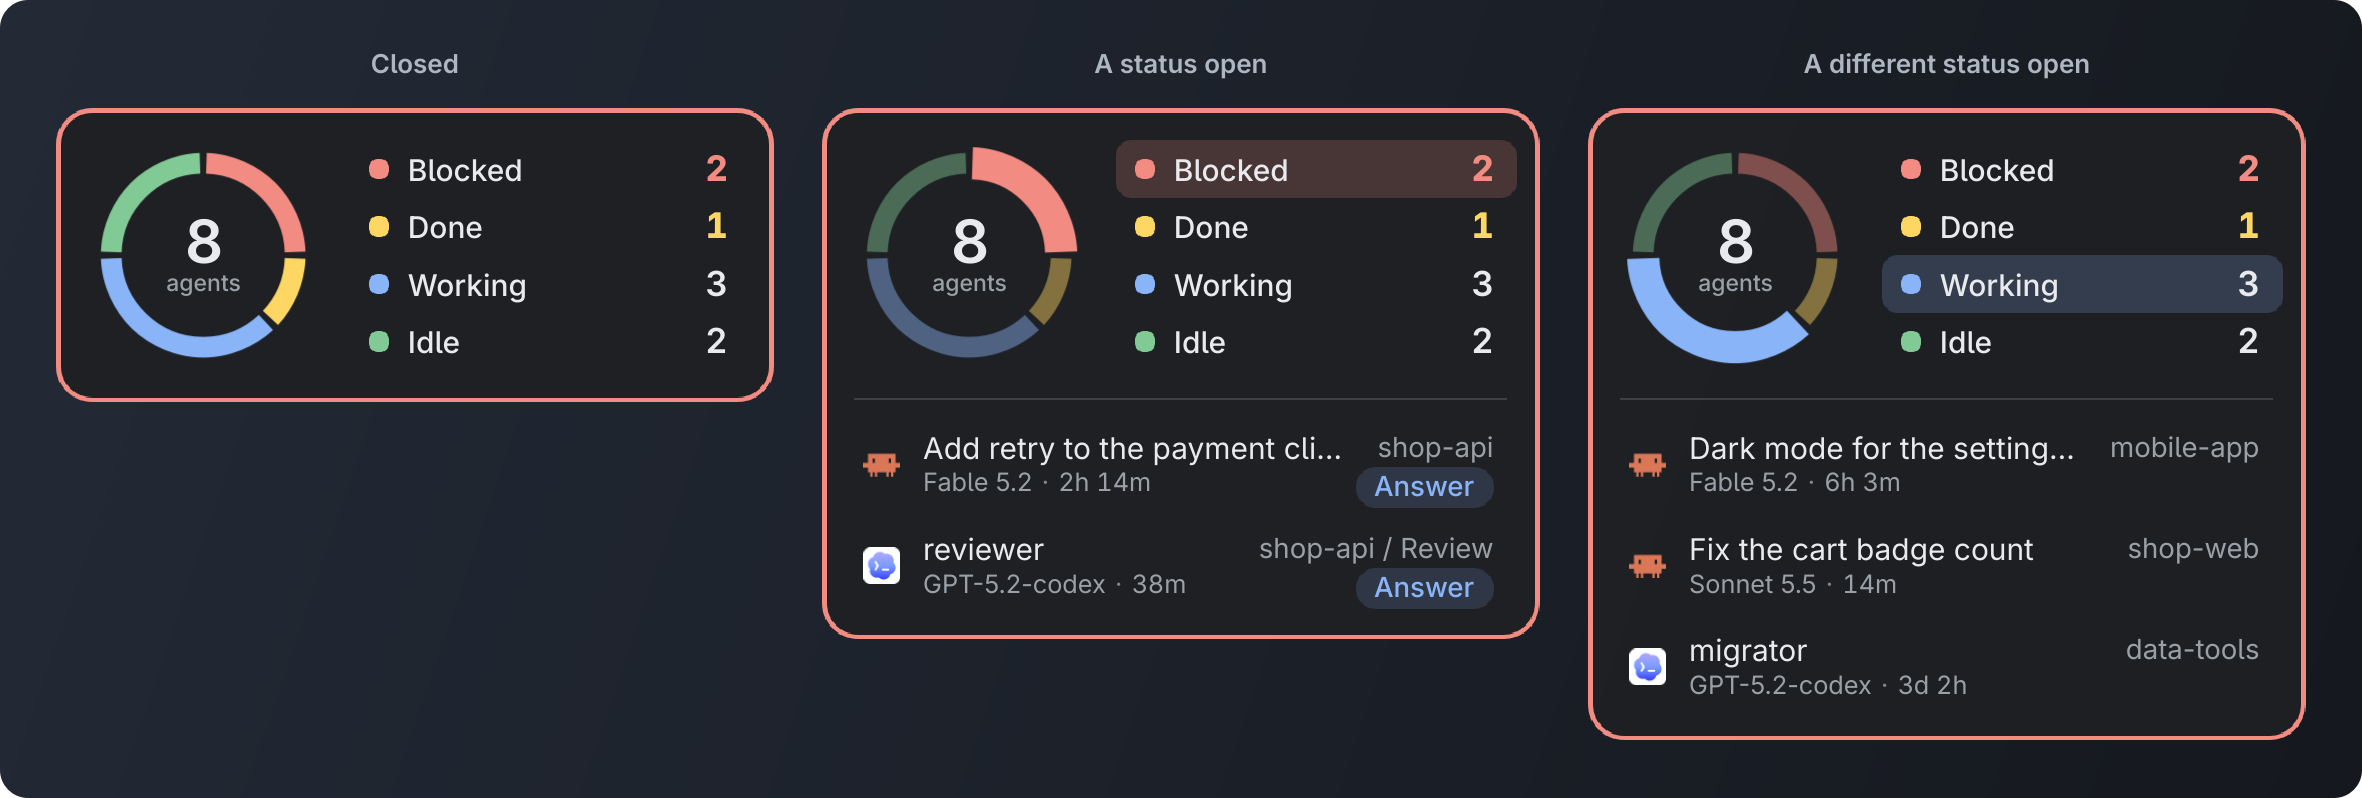 Closed
8
agents
Blocked 2
Done 1
Working 3
Idle 2
A status open
8
agents
Blocked 2
Done 1
Working 3
Idle 2
Add retry to the payment cli... shop-api
Fable 5.2 · 2h 14m
Answer
reviewer shop-api / Review
GPT-5.2-codex · 38m
Answer
A different status open
8
agents
Blocked 2
Done 1
Working 3
Idle 2
Dark mode for the setting... mobile-app
Fable 5.2 · 6h 3m
Fix the cart badge count shop-web
Sonnet 5.5 · 14m
migrator data-tools
GPT-5.2-codex · 3d 2h